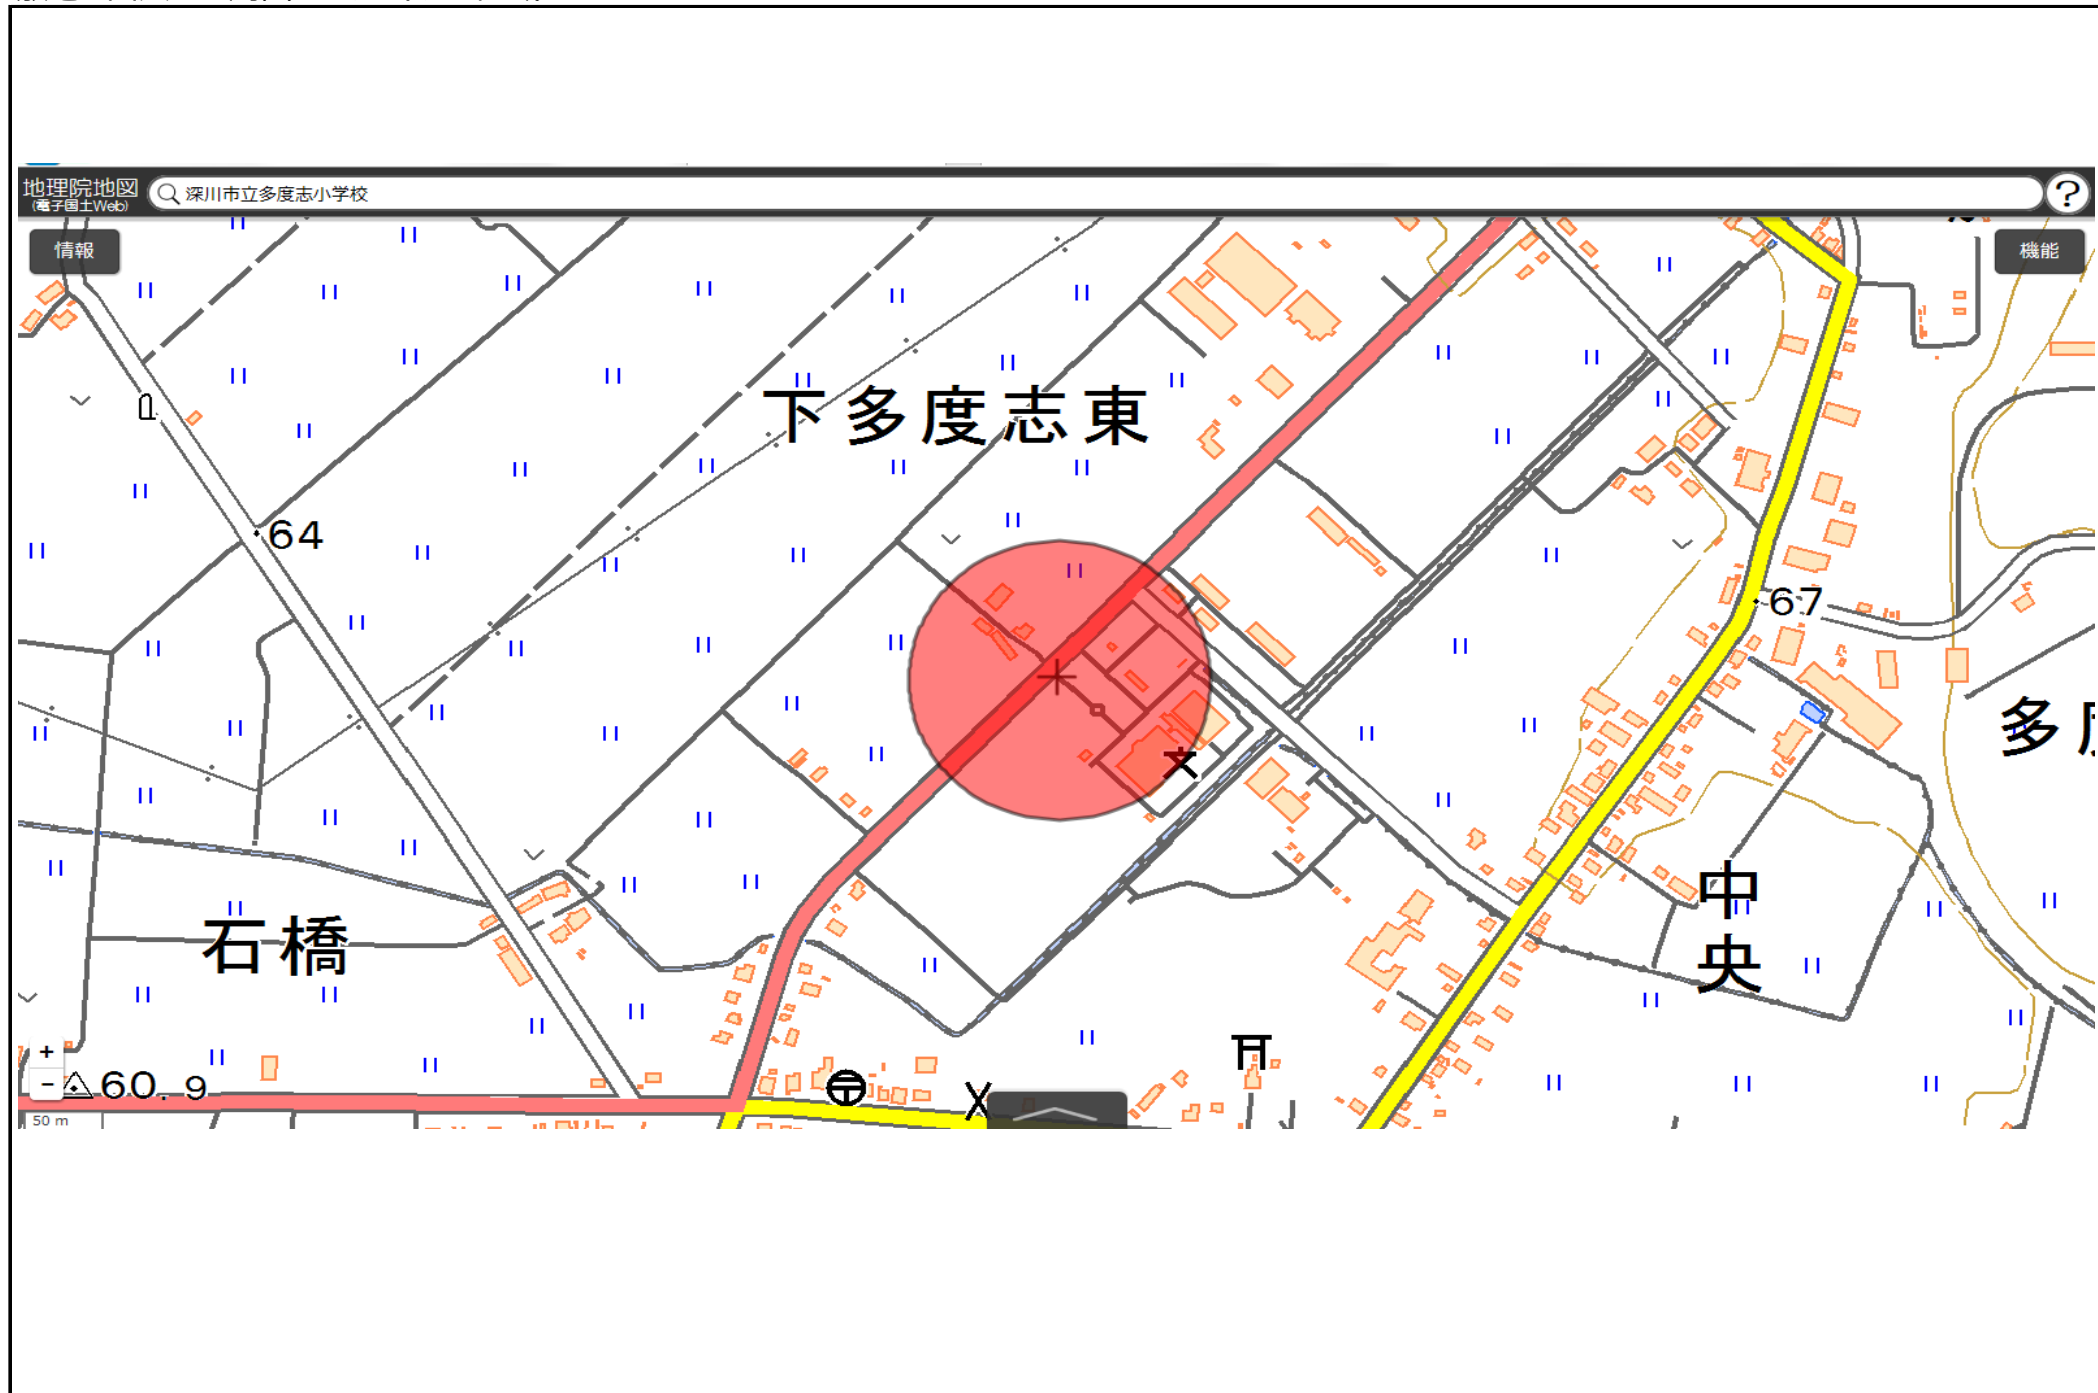 地理院地図
(電子国土Web)
深川市立多度志小学校
?
情報
機能
下多度志東
64
67
多
石橋
中央
60.9
+
−
50 m